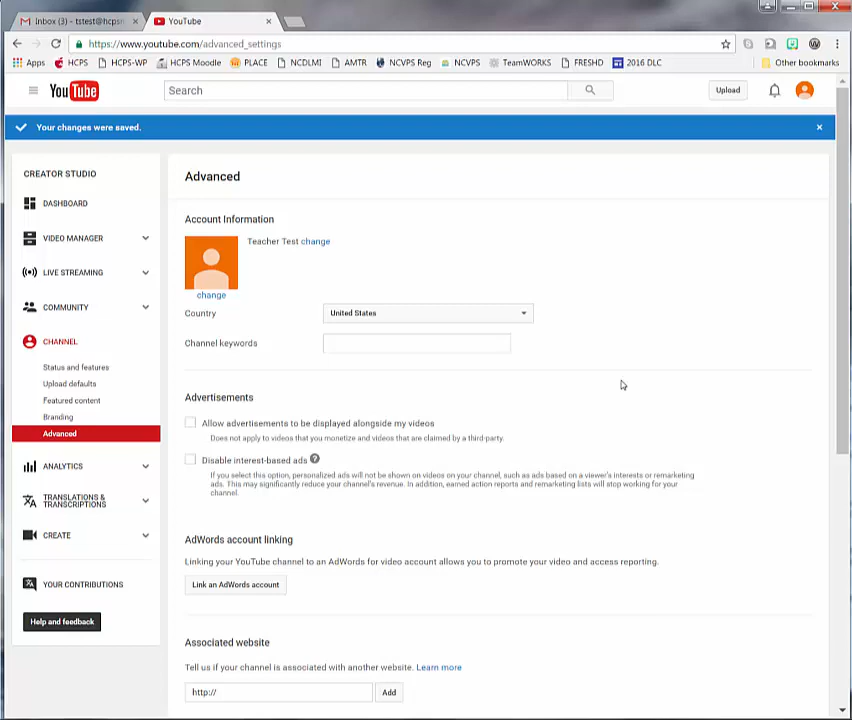 Inbox (3) - tstest@hcpsn
YouTube
https://www.youtube.com/advanced_settings
Apps HCPS HCPS-WP HCPS Moodle PLACE NCDLMI AMTR NCVPS Reg NCVPS TeamWORKS FRESHD 2016 DLC Other bookmarks
YouTube Search Upload
Your changes were saved.
CREATOR STUDIO
DASHBOARD
VIDEO MANAGER
LIVE STREAMING
COMMUNITY
CHANNEL
Status and features
Upload defaults
Featured content
Branding
Advanced
ANALYTICS
TRANSLATIONS &
TRANSCRIPTIONS
CREATE
YOUR CONTRIBUTIONS
Help and feedback
Advanced
Account Information
Teacher Test change
change
Country United States
Channel keywords
Advertisements
Allow advertisements to be displayed alongside my videos
Does not apply to videos that you monetize and videos that are claimed by a third-party.
Disable interest-based ads ?
If you select this option, personalized ads will not be shown on videos on your channel, such as ads based on a viewer's interests or remarketing
ads. This may significantly reduce your channel's revenue. In addition, earned action reports and remarketing lists will stop working for your
channel.
AdWords account linking
Linking your YouTube channel to an AdWords for video account allows you to promote your video and access reporting.
Link an AdWords account
Associated website
Tell us if your channel is associated with another website. Learn more
http:// Add